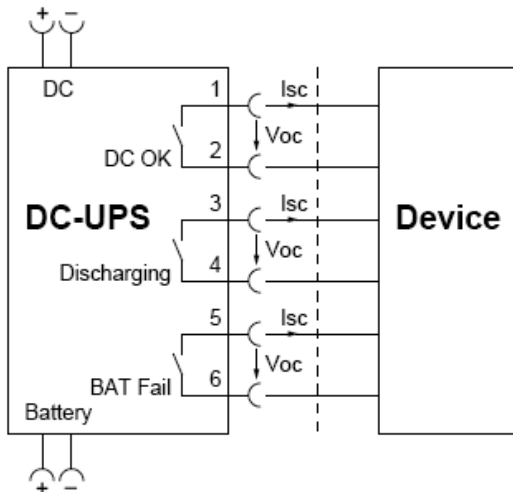 + −
DC
1 Isc
Voc
DC OK 2
3 Isc
DC-UPS Device
Voc
Discharging 4
5 Isc
Voc
BAT Fail 6
Battery
+ −